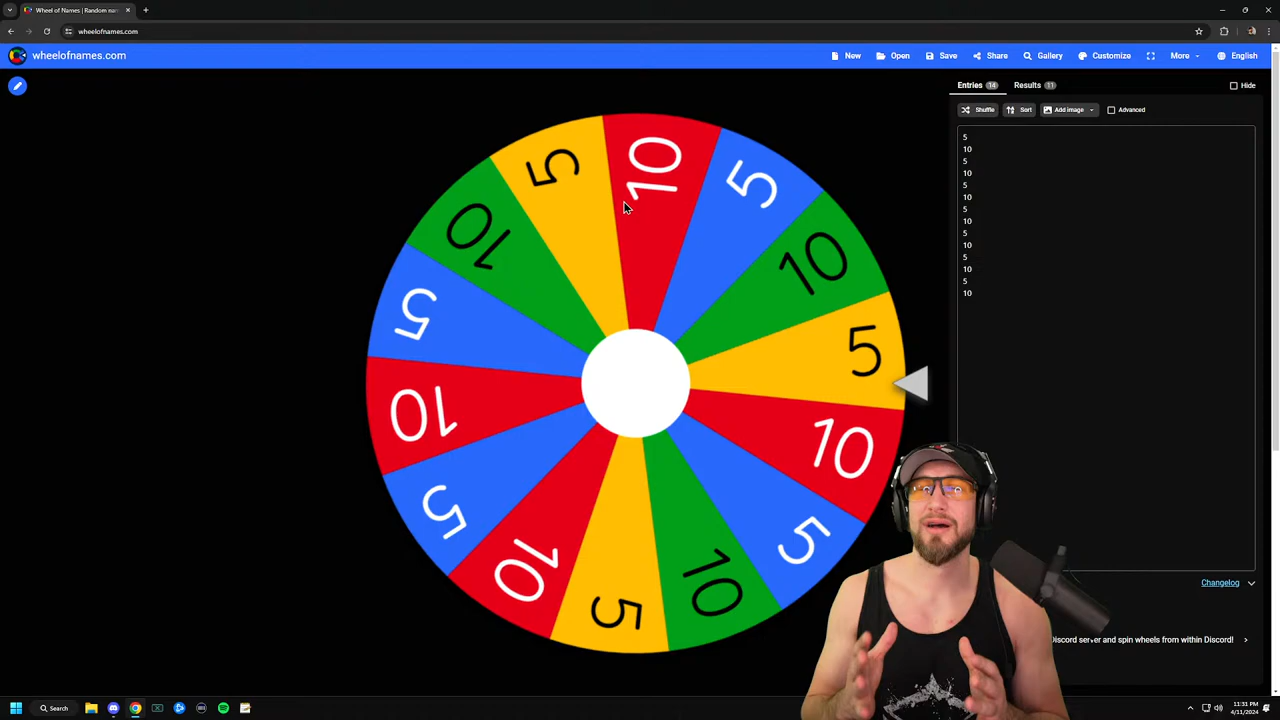 Wheel of Names | Random na
wheelofnames.com
wheelofnames.com
New
Open
Save
Share
Gallery
Customize
More
English
Entries 14
Results 11
Hide
Shuffle
Sort
Add image
Advanced
5
10
5
10
5
10
5
10
5
10
5
10
5
10
10
5
10
5
10
5
10
5
10
5
10
5
10
5
Changelog
Discord server and spin wheels from within Discord!
Search
11:31 PM
4/11/2024